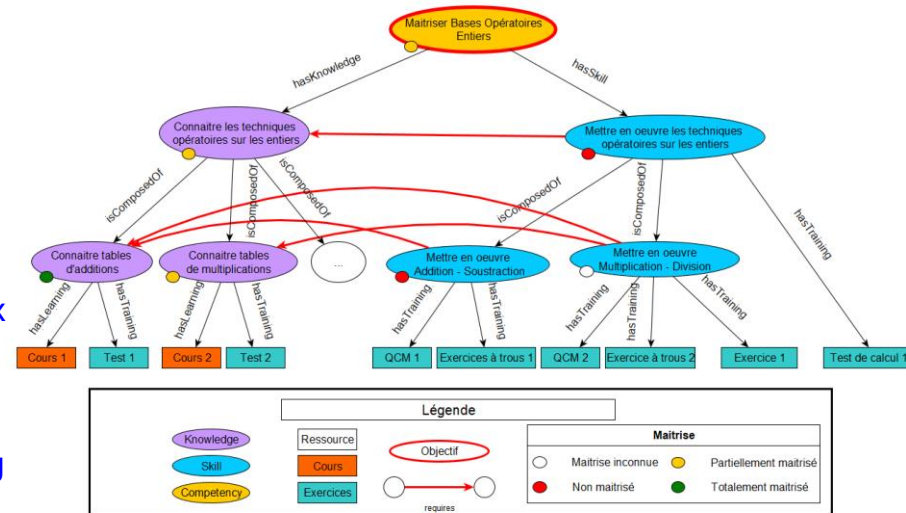 Maitriser Bases Opératoires
Entiers
hasKnowledge
hasSkill
Connaitre les techniques
opératoires sur les entiers
Mettre en oeuvre les techniques
opératoires sur les entiers
isComposedOf
isComposedOf
isComposedOf
isComposedOf
isComposedOf
hasTraining
Connaitre tables
d'additions
Connaitre tables
de multiplications
...
Mettre en oeuvre
Addition - Soustraction
Mettre en oeuvre
Multiplication - Division
hasLearning
hasTraining
hasLearning
hasTraining
hasTraining
hasTraining
hasTraining
hasTraining
hasTraining
x
Cours 1
Test 1
Cours 2
Test 2
QCM 1
Exercices à trous 1
QCM 2
Exercice à trous 2
Exercice 1
Test de calcul 1
Légende
Knowledge
Skill
Competency
Ressource
Cours
Exercices
Objectif
requires
Maitrise
Maitrise inconnue
Partiellement maitrisé
Non maitrisé
Totalement maitrisé
g